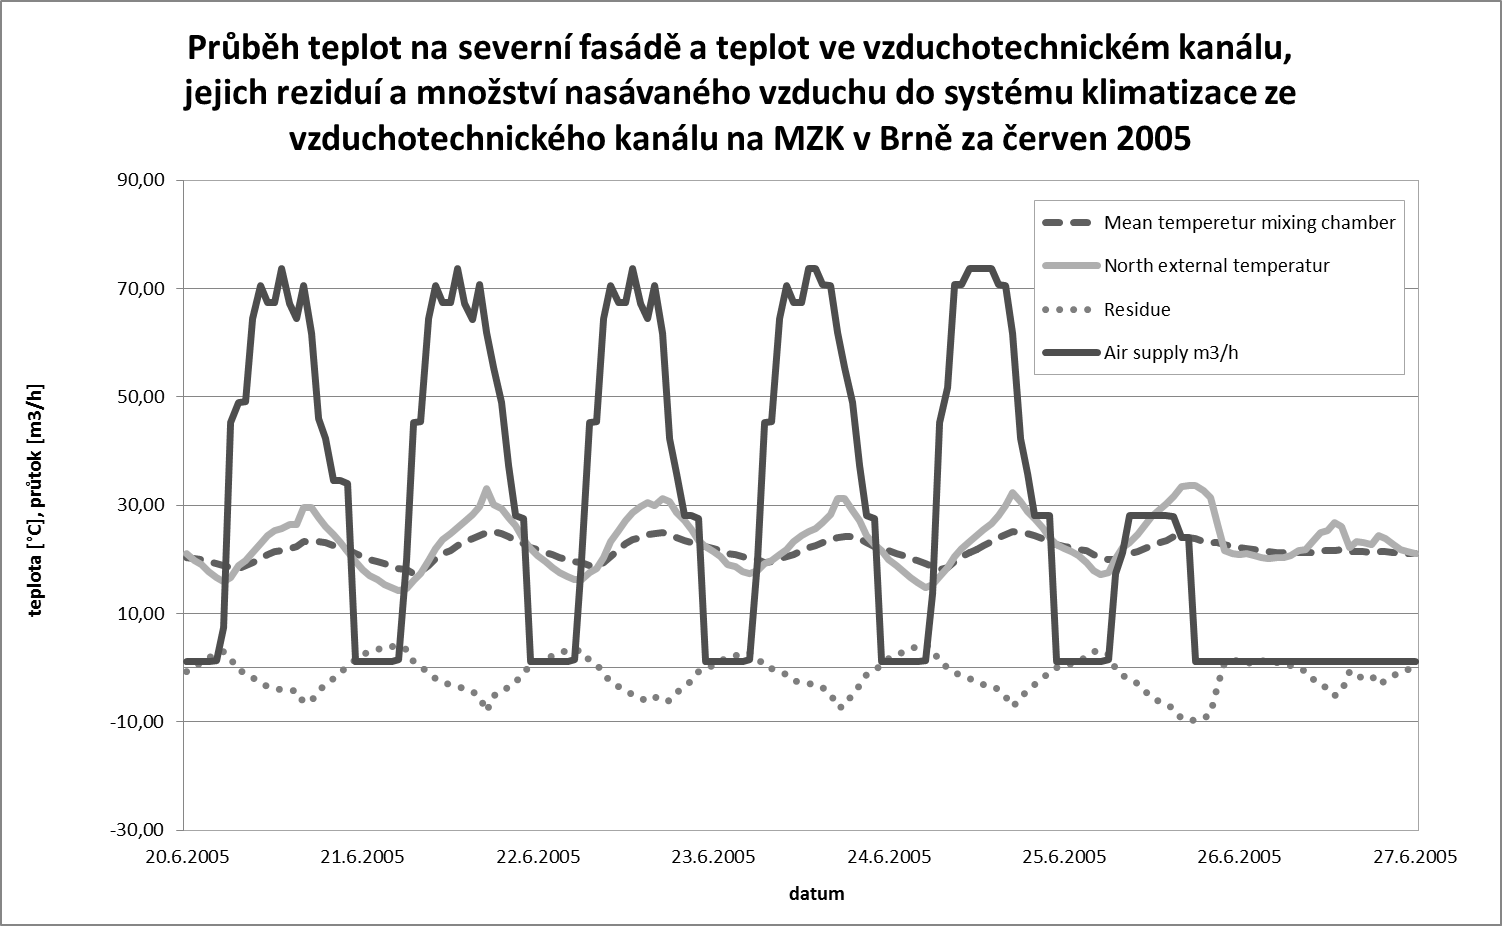 Průběh teplot na severní fasádě a teplot ve vzduchotechnickém kanálu,
jejich reziduí a množství nasávaného vzduchu do systému klimatizace ze
vzduchotechnického kanálu na MZK v Brně za červen 2005
90,00
70,00
50,00
30,00
10,00
-10,00
-30,00
teplota [˚C], průtok [m3/h]
Mean temperetur mixing chamber
North external temperatur
Residue
Air supply m3/h
20.6.2005 21.6.2005 22.6.2005 23.6.2005 24.6.2005 25.6.2005 26.6.2005 27.6.2005
datum